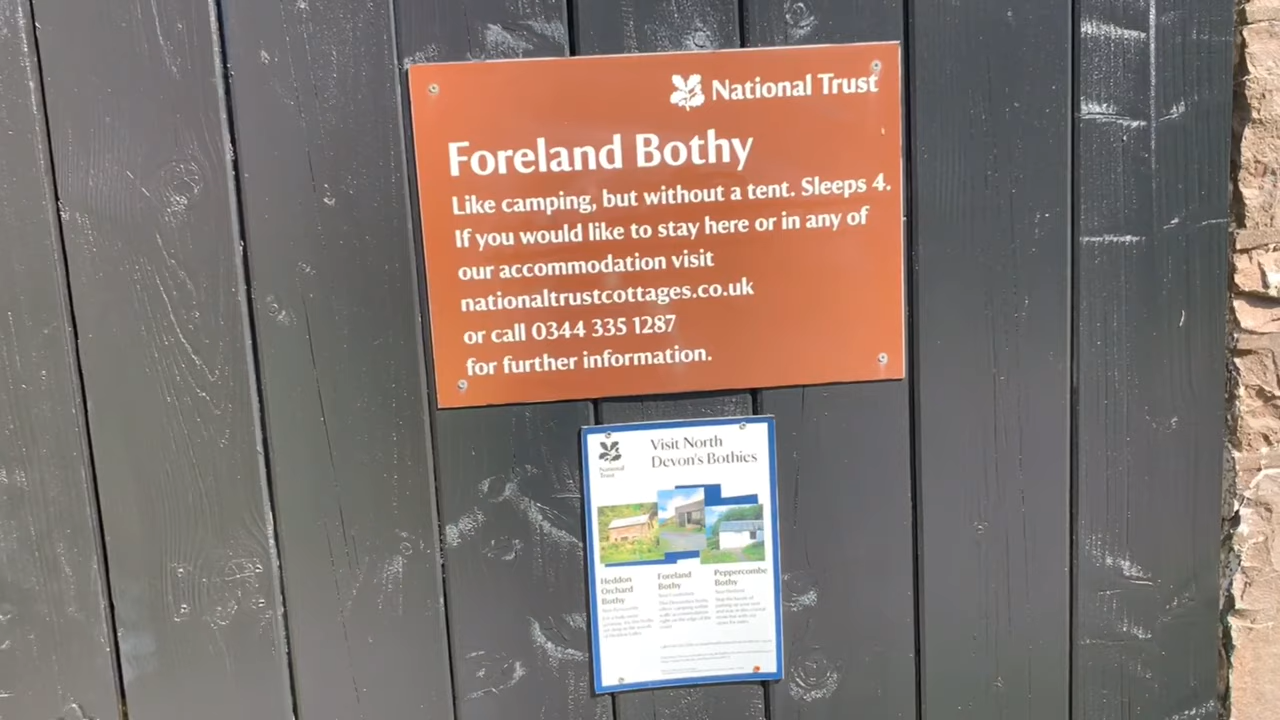 National Trust
Foreland Bothy
Like camping, but without a tent. Sleeps 4.
If you would like to stay here or in any of
our accommodation visit
nationaltrustcottages.co.uk
or call 0344 335 1287
for further information.
National
Trust
Visit North
Devon's Bothies
Heddon
Orchard
Bothy
Foreland
Bothy
Peppercombe
Bothy